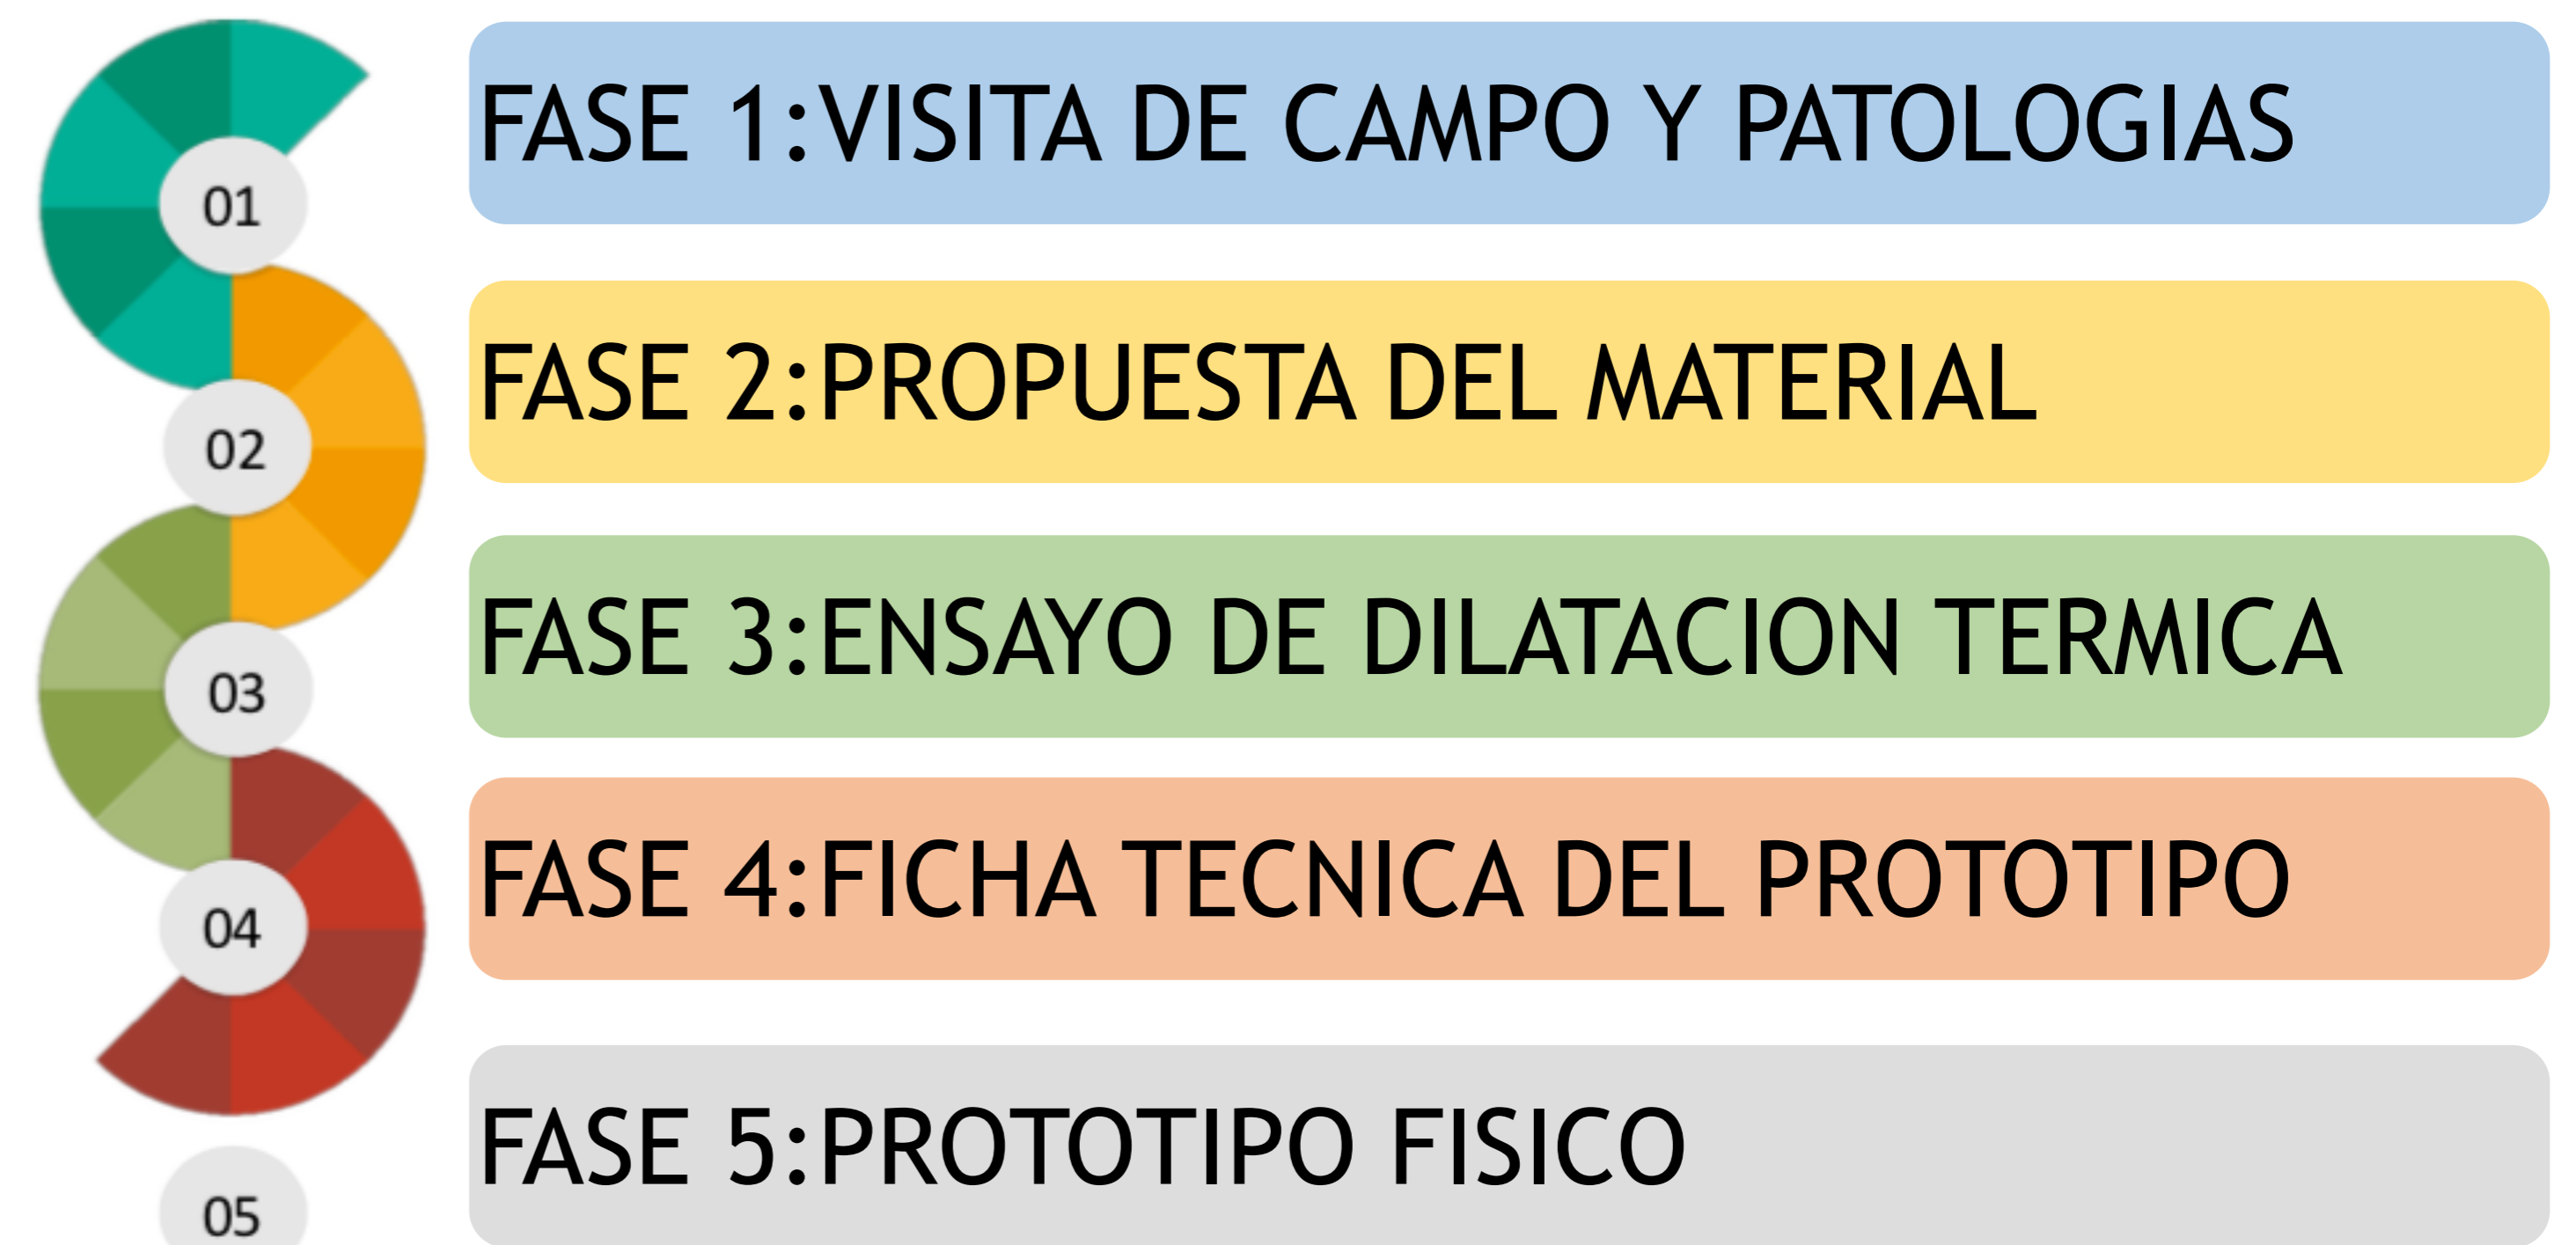 01
FASE 1:VISITA DE CAMPO Y PATOLOGIAS
02
FASE 2:PROPUESTA DEL MATERIAL
03
FASE 3:ENSAYO DE DILATACION TERMICA
04
FASE 4:FICHA TECNICA DEL PROTOTIPO
05
FASE 5:PROTOTIPO FISICO